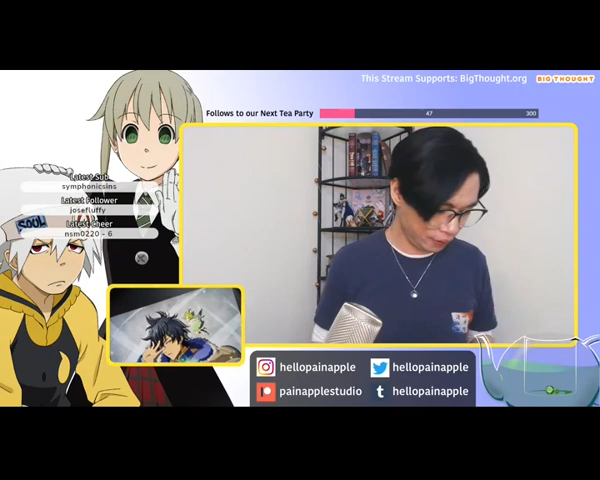 This Stream Supports: BigThought.org
BIG THOUGHT
Follows to our Next Tea Party
47
300
Latest Sub
symphonicsins
Latest Follower
josefluffy
Latest Cheer
nsm0220 - 6
SOUL
hellopainapple
hellopainapple
painapplestudio
hellopainapple